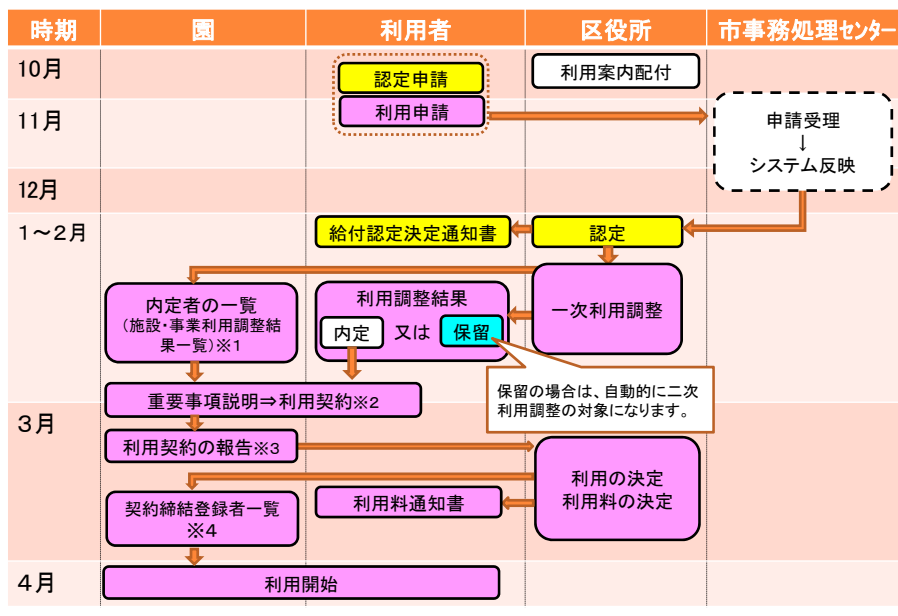 時期 園 利用者 区役所 市事務処理センター
10月
認定申請
利用案内配付
11月
利用申請
申請受理
↓
システム反映
12月
1～2月
給付認定決定通知書
認定
内定者の一覧
(施設・事業利用調整結
果一覧)※1
利用調整結果
内定 又は 保留
一次利用調整
保留の場合は、自動的に二次
利用調整の対象になります。
重要事項説明⇒利用契約※2
3月
利用契約の報告※3
利用の決定
利用料の決定
契約締結登録者一覧
※4
利用料通知書
4月
利用開始